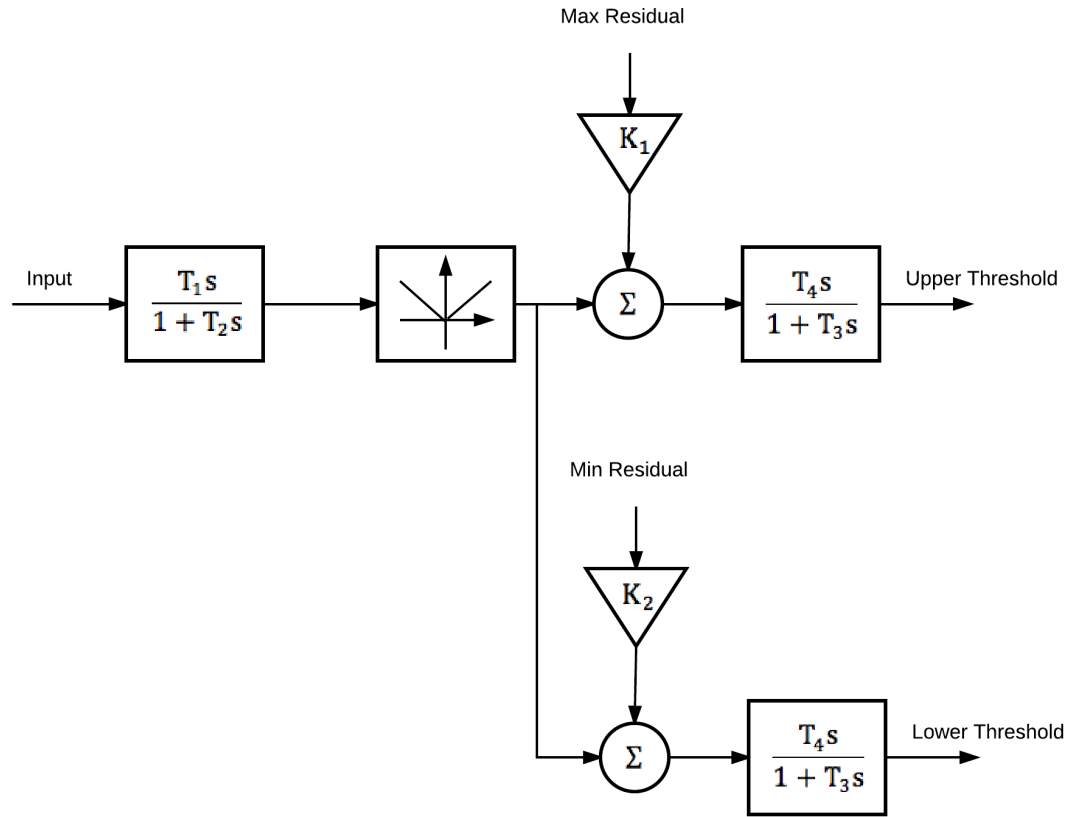 Max Residual
K₁
Input
T₁s
1 + T₂s
Σ
T₄s
1 + T₃s
Upper Threshold
Min Residual
K₂
Σ
T₄s
1 + T₃s
Lower Threshold